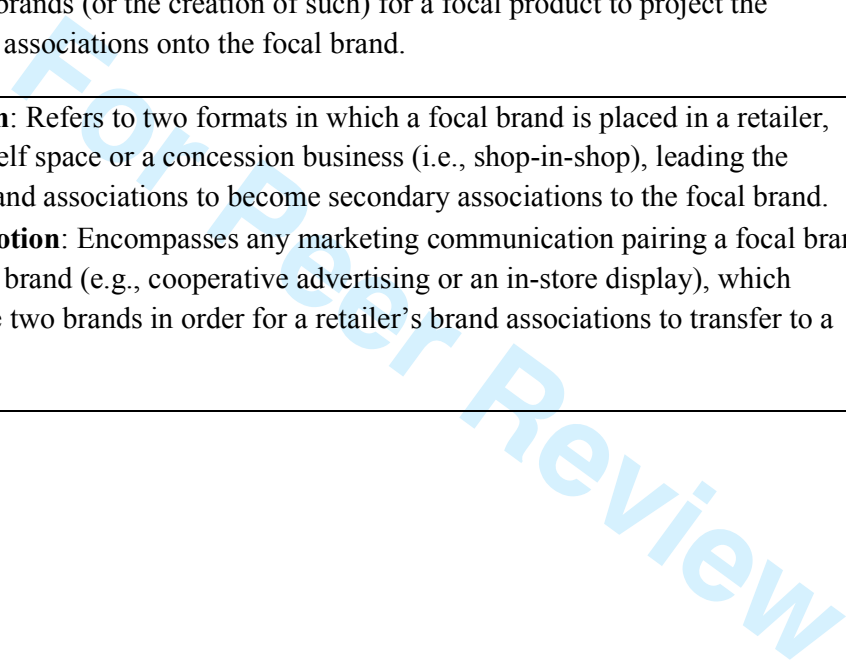 brands (or the creation of such) for a focal product to project the
associations onto the focal brand.
n: Refers to two formats in which a focal brand is placed in a retailer,
elf space or a concession business (i.e., shop-in-shop), leading the
and associations to become secondary associations to the focal brand.
otion: Encompasses any marketing communication pairing a focal bran
brand (e.g., cooperative advertising or an in-store display), which
e two brands in order for a retailer's brand associations to transfer to a
For Peer Review